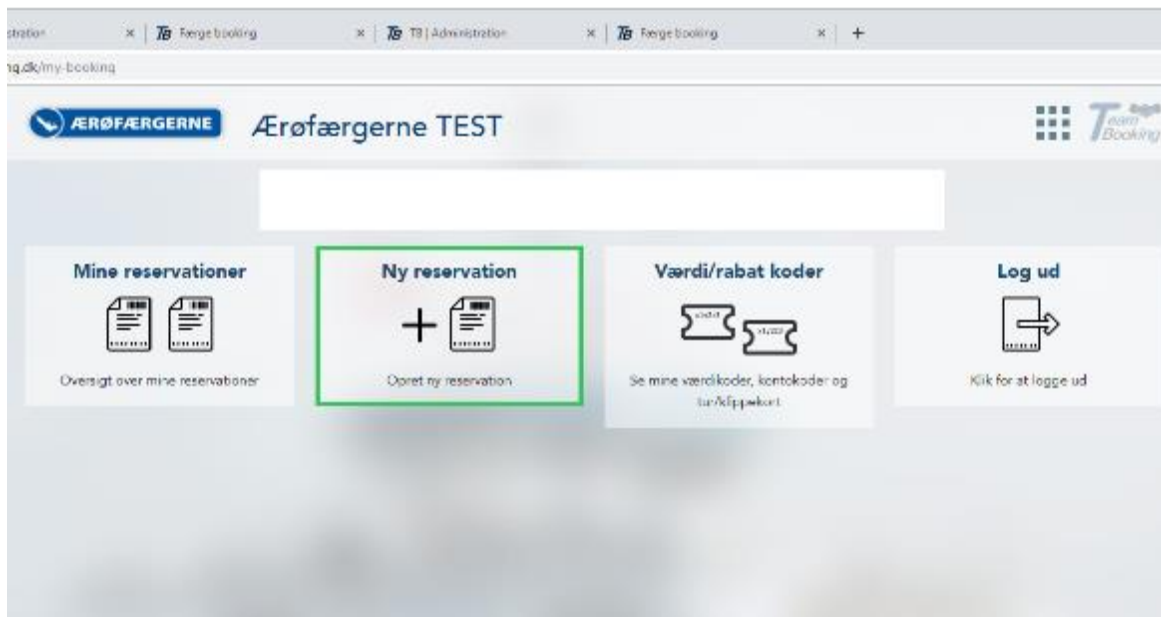 stration Færge booking TB | Administration Færge booking
ng.dk/my-booking
ÆRØFÆRGERNE Ærøfærgerne TEST Team Booking
Mine reservationer Ny reservation Værdi/rabat koder Log ud
Oversigt over mine reservationer Opret ny reservation Se mine værdikoder, kontokoder og Klik for at logge ud
tur/klippekort